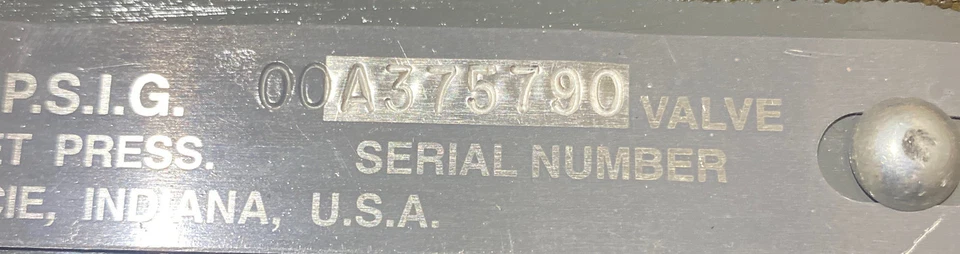 P.S.I.G. 00A375790 VALVE
ET PRESS. SERIAL NUMBER
CIE, INDIANA, U.S.A.